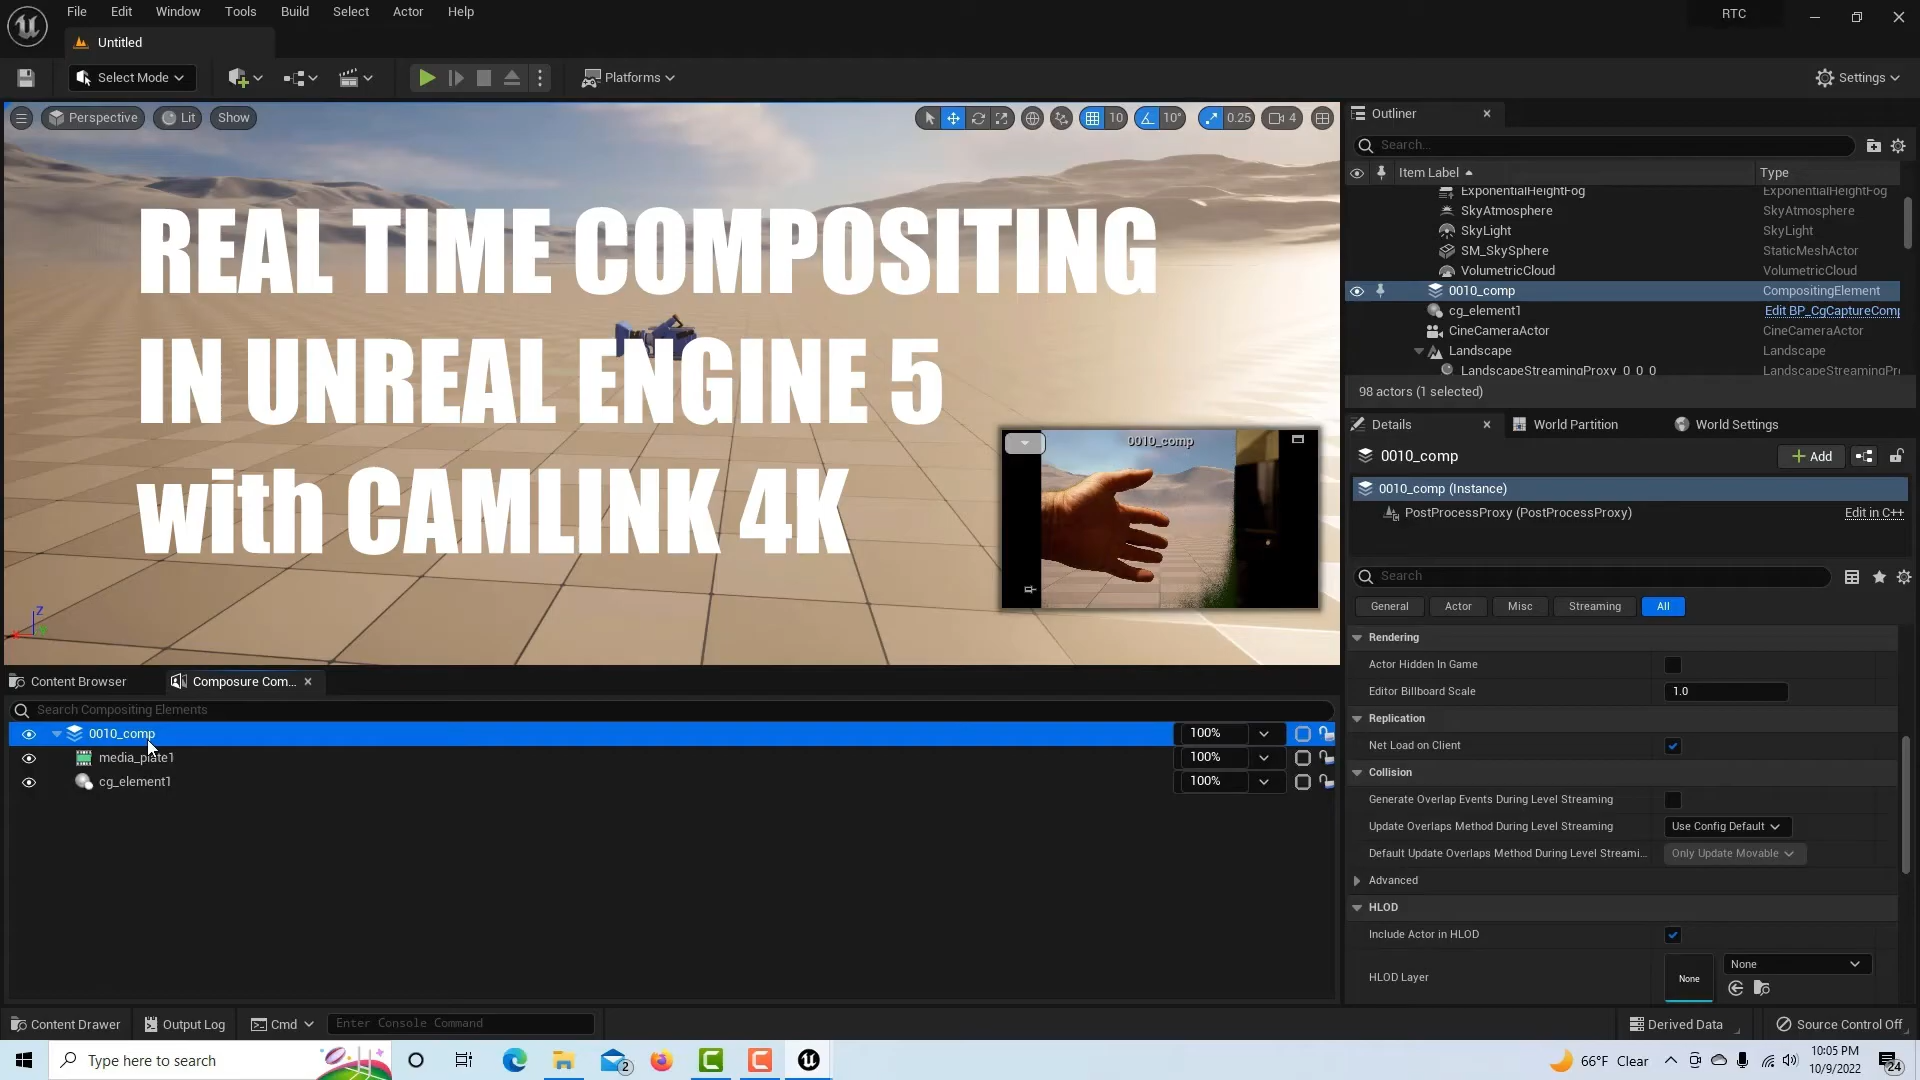 File Edit Window Tools Build Select Actor Help
RTC
Untitled
Select Mode
Platforms
Settings
Perspective
Lit
Show
10
10°
0.25
4
REAL TIME COMPOSITING
IN UNREAL ENGINE 5
with CAMLINK 4K
0010_comp
Outliner
Search...
Item Label
Type
ExponentialHeightFog ExponentialHeightFog
SkyAtmosphere SkyAtmosphere
SkyLight SkyLight
SM_SkySphere StaticMeshActor
VolumetricCloud VolumetricCloud
0010_comp CompositingElement
cg_element1 Edit BP_CgCaptureComp
CineCameraActor CineCameraActor
Landscape Landscape
LandscapeStreamingProxy_0_0_0 LandscapeStreamingPr
98 actors (1 selected)
Details
World Partition
World Settings
0010_comp
Add
0010_comp (Instance)
PostProcessProxy (PostProcessProxy) Edit in C++
Search
General Actor Misc Streaming All
Rendering
Actor Hidden In Game
Editor Billboard Scale 1.0
Replication
Net Load on Client
Collision
Generate Overlap Events During Level Streaming
Update Overlaps Method During Level Streaming Use Config Default
Default Update Overlaps Method During Level Streami... Only Update Movable
Advanced
HLOD
Include Actor in HLOD
HLOD Layer
None
None
Content Browser
Composure Com...
Search Compositing Elements
0010_comp 100%
media_plate1 100%
cg_element1 100%
Z
Content Drawer
Output Log
Cmd
Enter Console Command
Derived Data
Source Control Off
Type here to search
2
66°F Clear
10:05 PM
10/9/2022
24